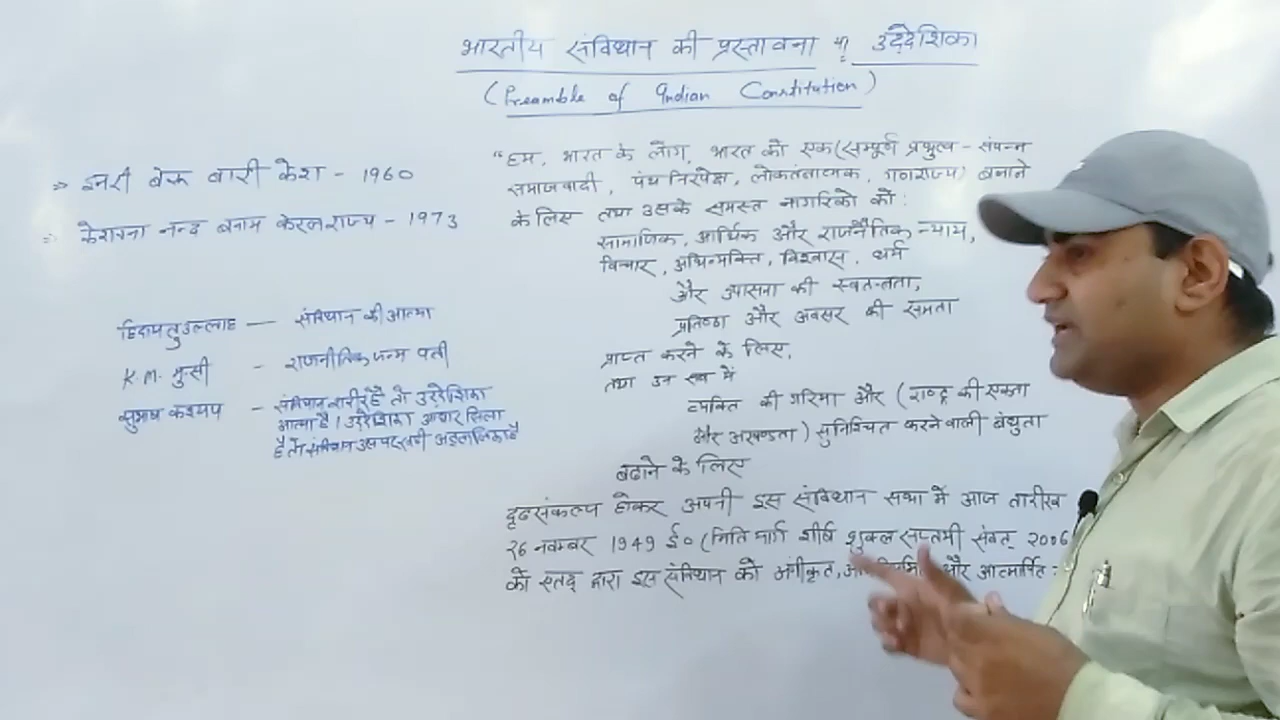 भारतीय संविधान की प्रस्तावना या उद्देशिका
(Preamble of Indian Constitution)
इनरी बेरू बारी केश - 1960
केशवा नन्द बनाम केरल राज्य - 1973
हिदायतुल्लाह — संविधान की आत्मा
K.M. मुन्सी - राजनीतिक जन्म पत्री
सुभाष कश्यप - संविधान शरीर है तो उद्देशिका
आत्मा है। उद्देशिका आधार शिला
है तो संविधान उस पर खड़ी अट्टालिका है
"हम, भारत के लोग, भारत को एक (सम्पूर्ण प्रभुत्व - संपन्न
समाजवादी, पंथ निरपेक्ष, लोकतंत्रात्मक, गणराज्य) बनाने
के लिए तथा उसके समस्त नागरिको को:
सामाजिक, आर्थिक और राजनैतिक न्याय,
विचार, अभिव्यक्ति, विश्वास, धर्म
और उपासना की स्वतन्त्रता,
प्रतिष्ठा और अवसर की समता
प्राप्त करने के लिए,
तथा उन सब में
व्यक्ति की गरिमा और (राष्ट्र की एकता
और अखण्डता) सुनिश्चित करने वाली बंधुता
बढाने के लिए
दृढसंकल्प होकर अपनी इस संविधान सभा में आज तारीख
26 नवम्बर 1949 ई० (मिति मार्ग शीर्ष शुक्ल सप्तमी संवत् 2006
को एतद् द्वारा इस संविधान को अंगीकृत, और आत्मार्पित